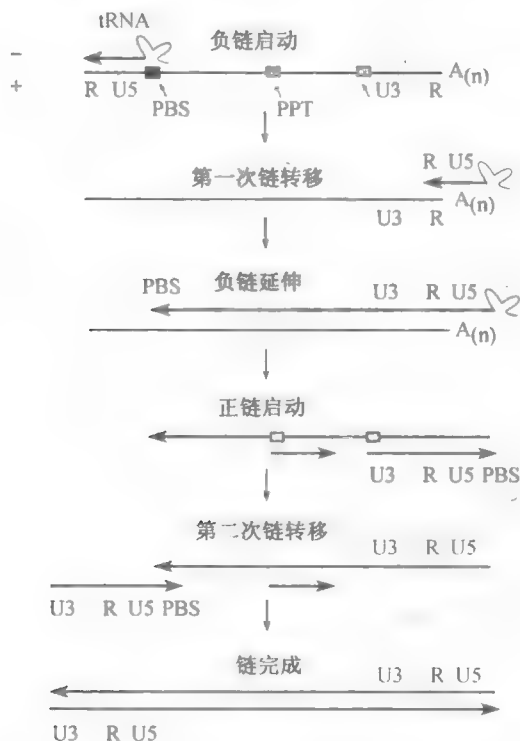 tRNA
负链启动
−
+
R U5 U3 R A(n)
PBS PPT
第一次链转移
R U5
U3 R A(n)
负链延伸
PBS U3 R U5
A(n)
正链启动
U3 R U5 PBS
第二次链转移
U3 R U5
U3 R U5 PBS
链完成
U3 R U5
U3 R U5